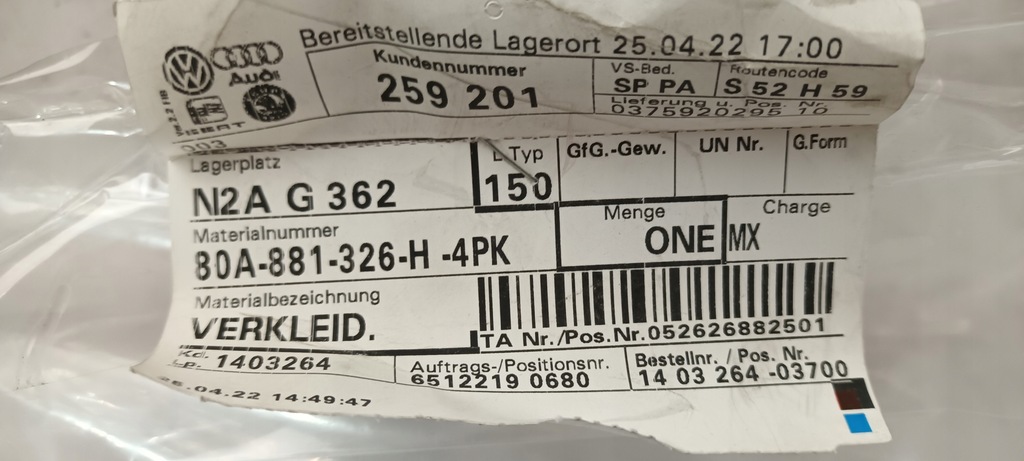 Bereitstellende Lagerort 25.04.22 17:00
Audi
SEAT
Kundennummer
259 201
VS-Bed.
SP PA
Routencode
S 52 H 59
Lieferung u. Pos. Nr.
0375920295 10
003
Lagerplatz
N2A G 362
L Typ
150
GfG.-Gew.
UN Nr.
G.Form
Materialnummer
80A-881-326-H -4PK
Menge
ONE
Charge
MX
Materialbezeichnung
VERKLEID.
TA Nr./Pos.Nr.052626882501
1403264
Auftrags-/Positionsnr.
6512219 0680
Bestellnr. / Pos. Nr.
14 03 264 -03700
.04.22 14:49:47